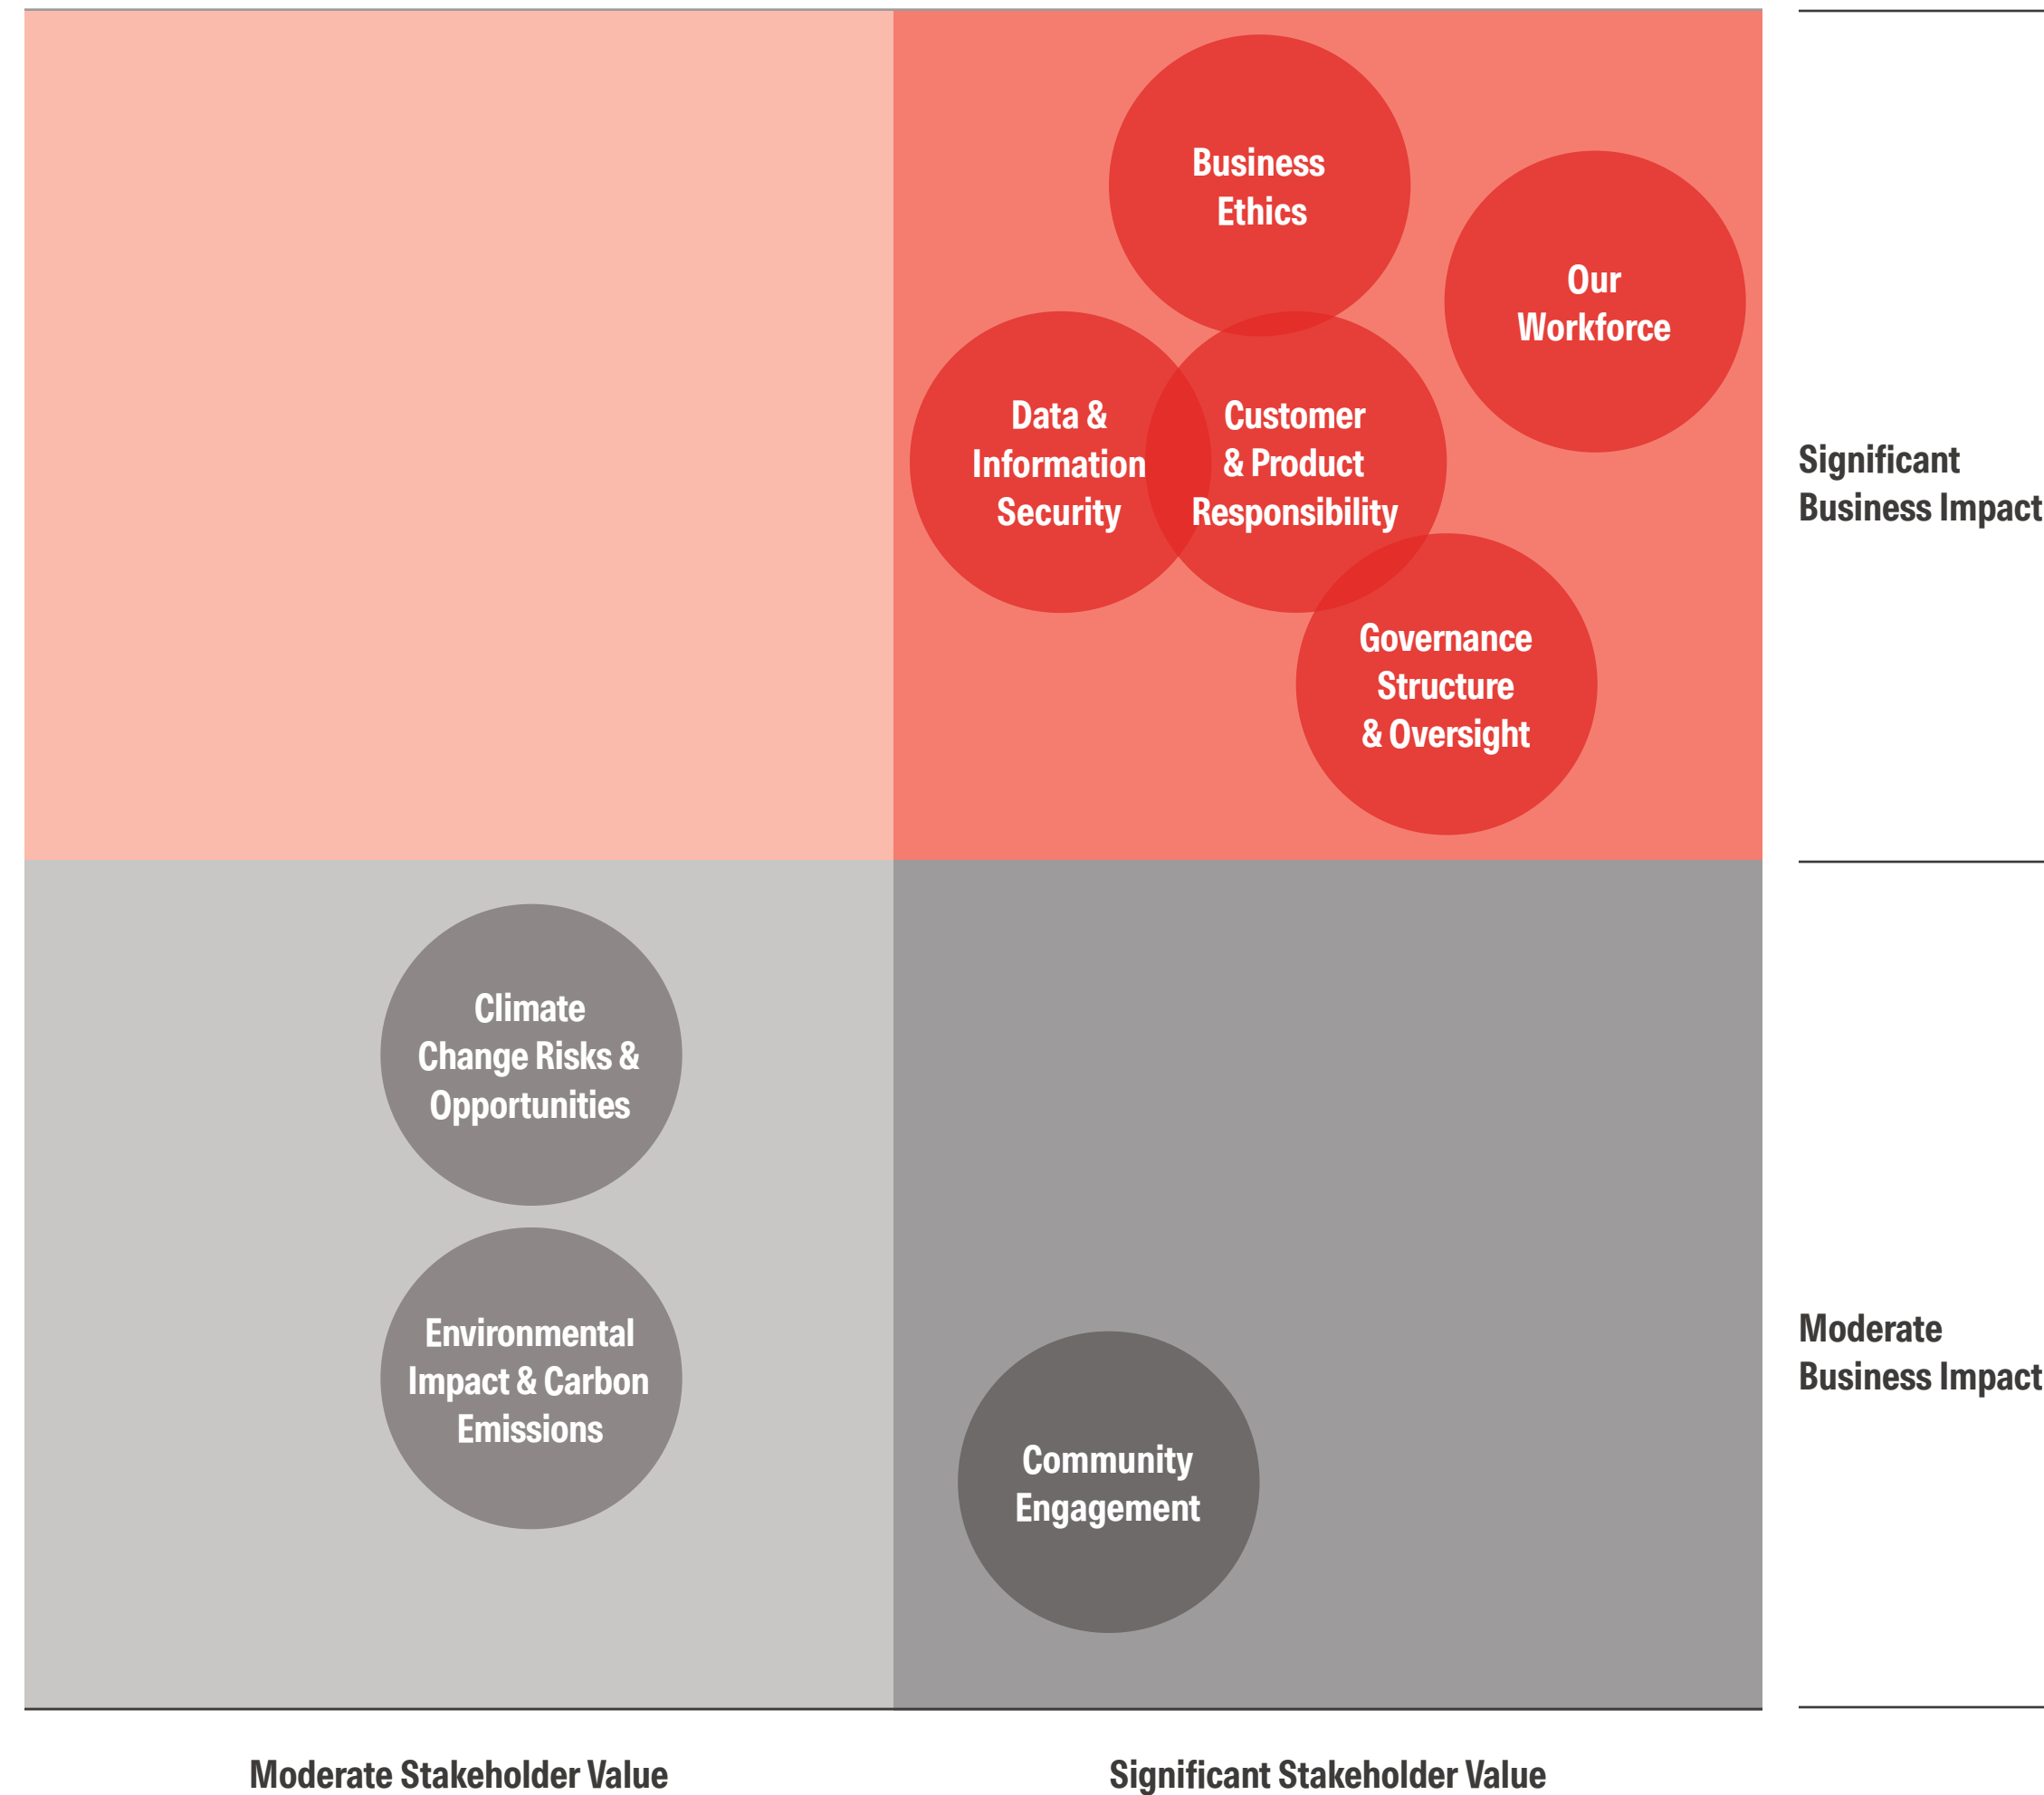 Business
Ethics
Our
Workforce
Data &
Information
Security
Customer
& Product
Responsibility
Significant
Business Impact
Governance
Structure
& Oversight
Climate
Change Risks &
Opportunities
Environmental
Impact & Carbon
Emissions
Moderate
Business Impact
Community
Engagement
Moderate Stakeholder Value
Significant Stakeholder Value